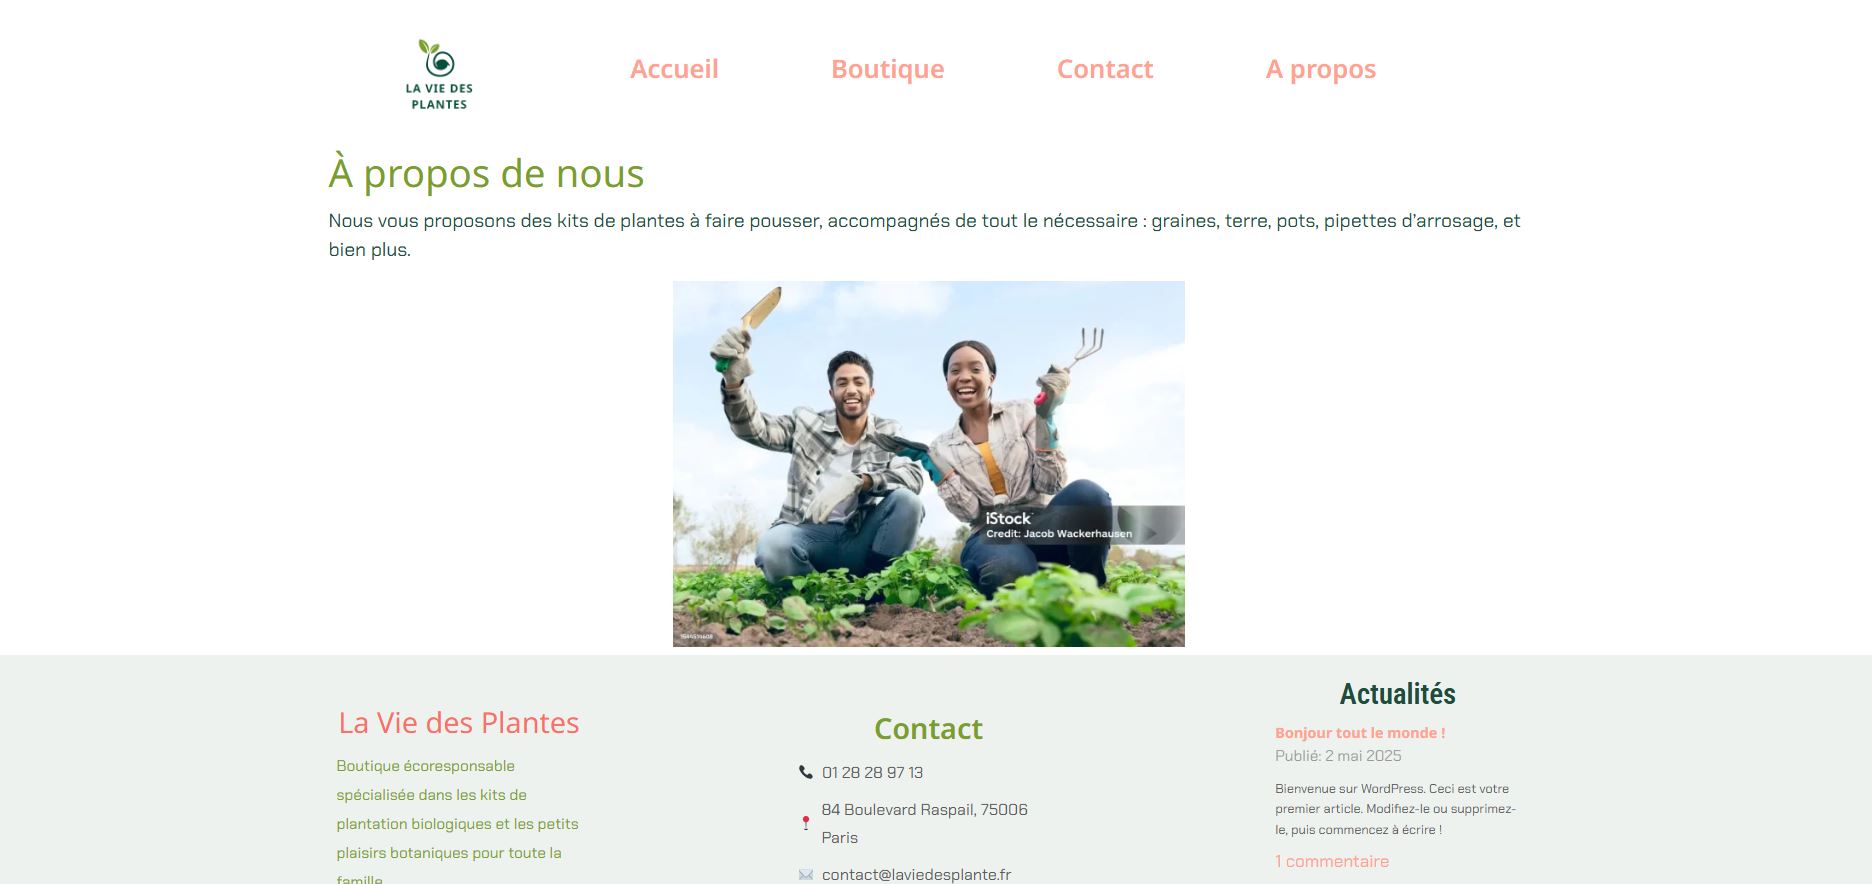 LA VIE DES
PLANTES
Accueil
Boutique
Contact
A propos
À propos de nous
Nous vous proposons des kits de plantes à faire pousser, accompagnés de tout le nécessaire : graines, terre, pots, pipettes d’arrosage, et
bien plus.
iStock
Credit: Jacob Wackerhausen
La Vie des Plantes
Boutique écoresponsable
spécialisée dans les kits de
plantation biologiques et les petits
plaisirs botaniques pour toute la
famille
Contact
01 28 28 97 13
84 Boulevard Raspail, 75006
Paris
contact@laviedesplante.fr
Actualités
Bonjour tout le monde !
Publié: 2 mai 2025
Bienvenue sur WordPress. Ceci est votre
premier article. Modifiez-le ou supprimez-
le, puis commencez à écrire !
1 commentaire